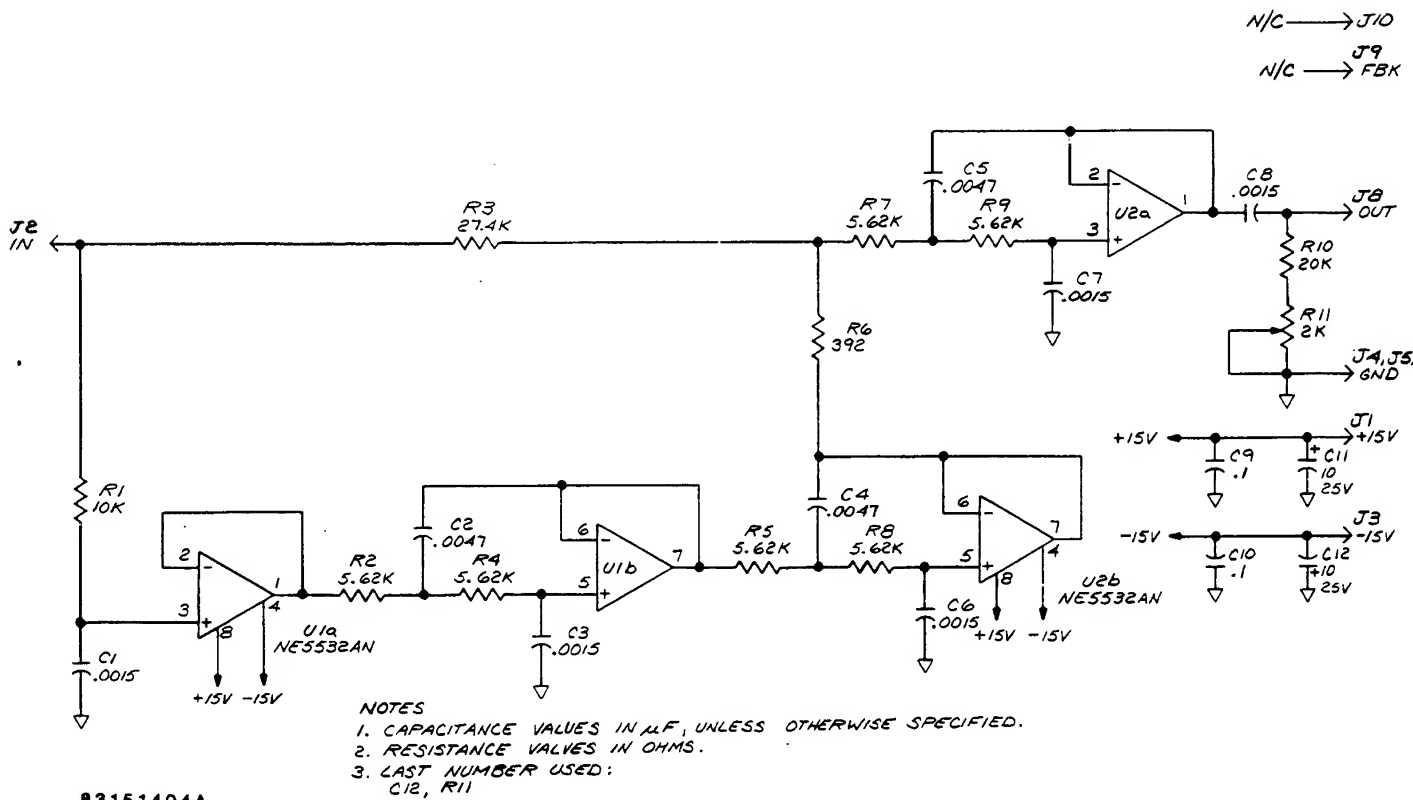 N/C J10
J9
N/C FBK
C5
.0047
2
-
U2a
1
3
+
C8
.0015
J8
OUT
R3
27.4K
R7
5.62K
R9
5.62K
J2
IN
C7
.0015
R10
20K
R11
2K
R6
392
J4, J5,
GND
J1
+15V +15V
C9
.1
+
C11
10
25V
J3
-15V -15V
C10
.1
C12
10
+
25V
R1
10K
C2
.0047
R2
5.62K
R4
5.62K
2
-
1
3
+
4
8
U1a
NE5532AN
+15V -15V
C1
.0015
6
-
U1b
7
5
+
C3
.0015
R5
5.62K
C4
.0047
R8
5.62K
6
-
7
4
5
+
8
U2b
NE5532AN
C6
.0015
+15V -15V
NOTES
1. CAPACITANCE VALUES IN µF, UNLESS OTHERWISE SPECIFIED.
2. RESISTANCE VALUES IN OHMS.
3. LAST NUMBER USED:
C12, R11
83151404A